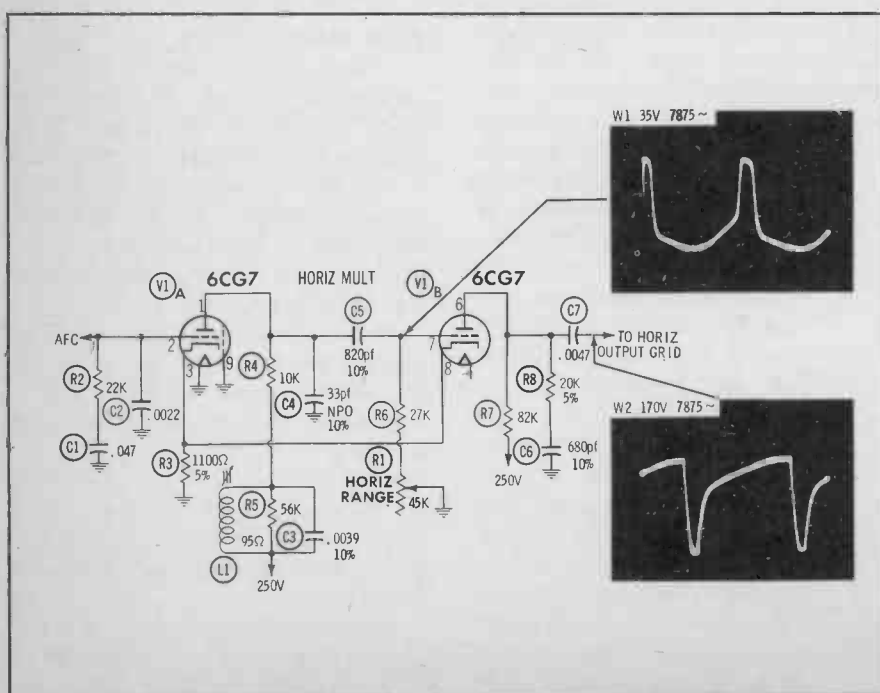 W1 35V 7875~
6CG7
HORIZ MULT
6CG7
V1A
V1B
1
6
C5
C7
AFC
2
3
9
820pf
10%
7
8
4
.0047
TO HORIZ
OUTPUT GRID
R2
22K
C2
.0022
R4
10K
C4
33pf
NPO
10%
R6
27K
R7
82K
R8
20K
5%
W2 170V 7875~
C1
.047
R3
1100Ω
5%
R1
HORIZ
RANGE
45K
C6
680pf
10%
250V
R5
56K
95Ω
C3
.0039
10%
L1
250V